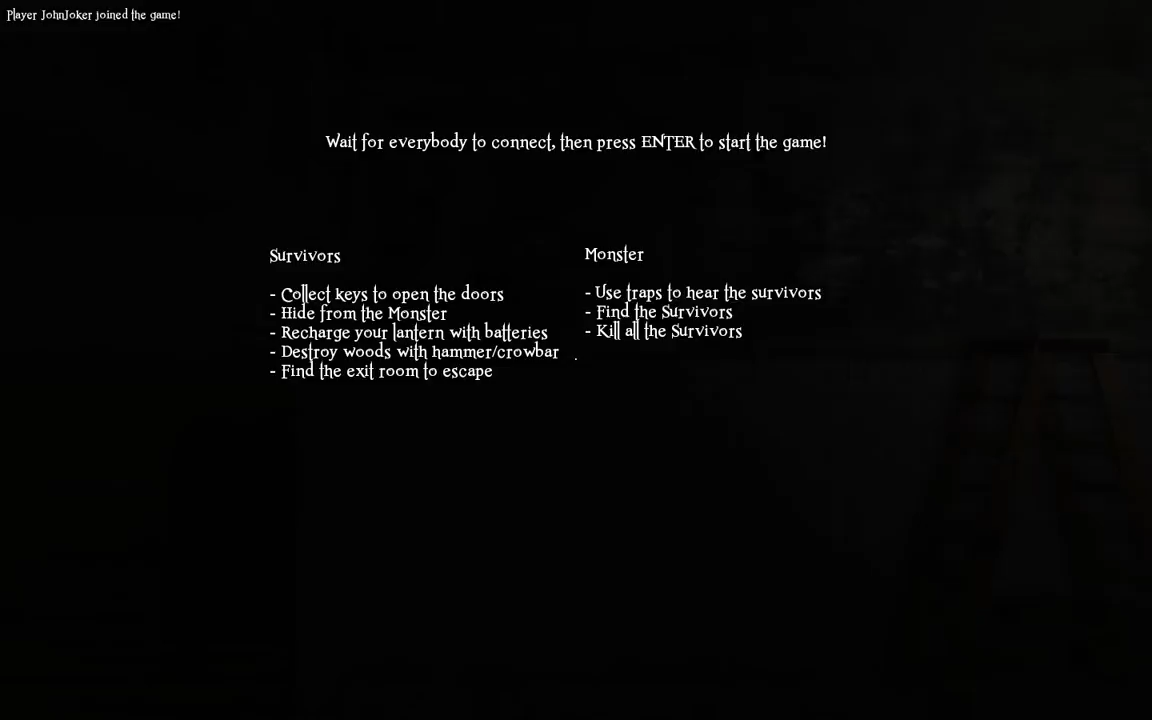 Player JohnJoker joined the game!
Wait for everybody to connect, then press ENTER to start the game!
Survivors
- Collect keys to open the doors
- Hide from the Monster
- Recharge your lantern with batteries
- Destroy woods with hammer/crowbar
- Find the exit room to escape
Monster
- Use traps to hear the survivors
- Find the Survivors
- Kill all the Survivors